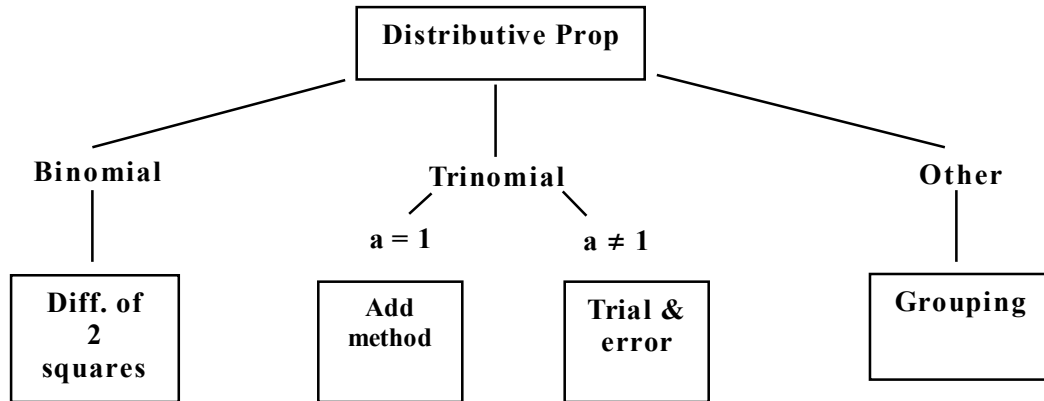 Distributive Prop
Binomial
Trinomial
Other
a = 1
a ≠ 1
Diff. of
2
squares
Add
method
Trial &
error
Grouping